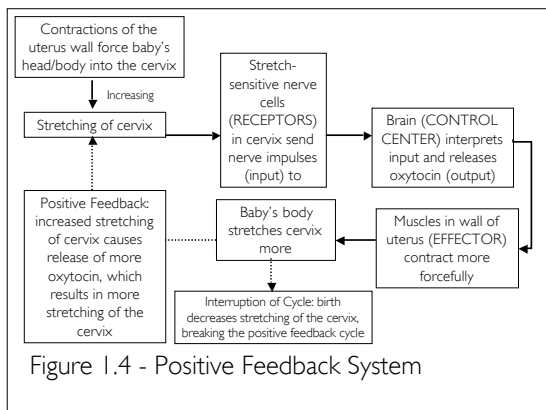 Contractions of the
uterus wall force baby's
head/body into the cervix
Increasing
Stretching of cervix
Stretch-
sensitive nerve
cells
(RECEPTORS)
in cervix send
nerve impulses
(input) to
Brain (CONTROL
CENTER) interprets
input and releases
oxytocin (output)
Muscles in wall of
uterus (EFFECTOR)
contract more
forcefully
Baby's body
stretches cervix
more
Positive Feedback:
increased stretching
of cervix causes
release of more
oxytocin, which
results in more
stretching of the
cervix
Interruption of Cycle: birth
decreases stretching of the cervix,
breaking the positive feedback cycle
Figure 1.4 - Positive Feedback System